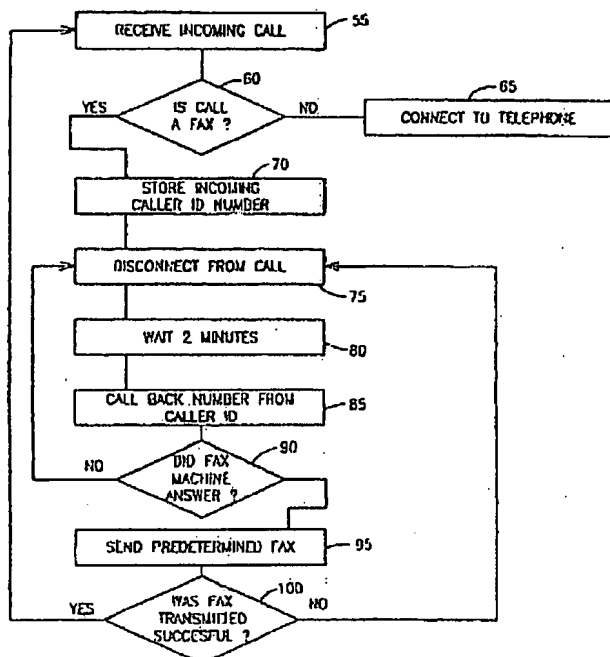 RECEIVE INCOMING CALL
55
60
65
YES
IS CALL
A FAX ?
NO
CONNECT TO TELEPHONE
70
STORE INCOMING
CALLER ID NUMBER
DISCONNECT FROM CALL
75
WAIT 2 MINUTES
80
CALL BACK NUMBER FROM
CALLER ID
85
90
NO
DID FAX
MACHINE
ANSWER ?
SEND PREDETERMINED FAX
95
100
YES
WAS FAX
TRANSMITTED
SUCCESFUL ?
NO